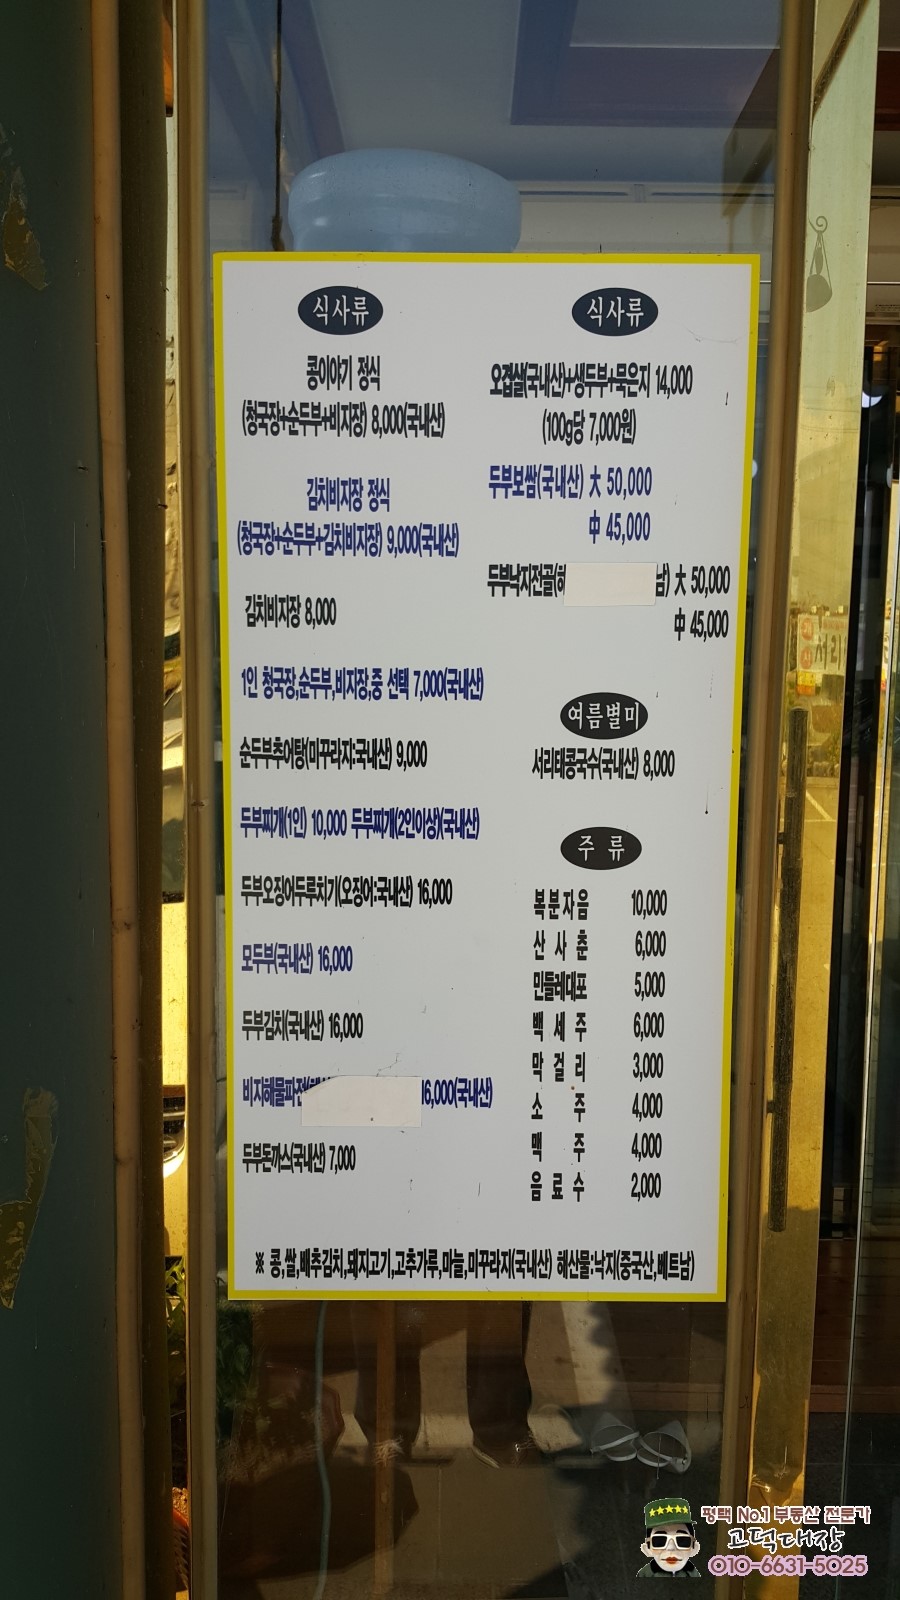 식사류
콩이야기 정식
(청국장+순두부+비지장) 8,000(국내산)
김치비지장 정식
(청국장+순두부+김치비지장) 9,000(국내산)
김치비지장 8,000
1인 청국장,순두부,비지장,중 선택 7,000(국내산)
순두부추어탕(미꾸라지:국내산) 9,000
두부찌개(1인) 10,000 두부찌개(2인이상)(국내산)
두부오징어두루치기(오징어:국내산) 16,000
모두부(국내산) 16,000
두부김치(국내산) 16,000
비지해물파전( 16,000(국내산)
두부돈까스(국내산) 7,000
식사류
오겹살(국내산)+생두부+묵은지 14,000
(100g당 7,000원)
두부보쌈(국내산) 大 50,000
中 45,000
두부낙지전골(해 남) 大 50,000
中 45,000
여름별미
서리태콩국수(국내산) 8,000
주 류
복분자음 10,000
산 사 춘 6,000
민들레대포 5,000
백 세 주 6,000
막 걸 리 3,000
소 주 4,000
맥 주 4,000
음 료 수 2,000
※ 콩,쌀,배추김치,돼지고기,고추가루,마늘,미꾸라지(국내산) 해산물:낙지(중국산,베트남)
평택 No.1 부동산 전문가
고덕대장
010-6631-5025